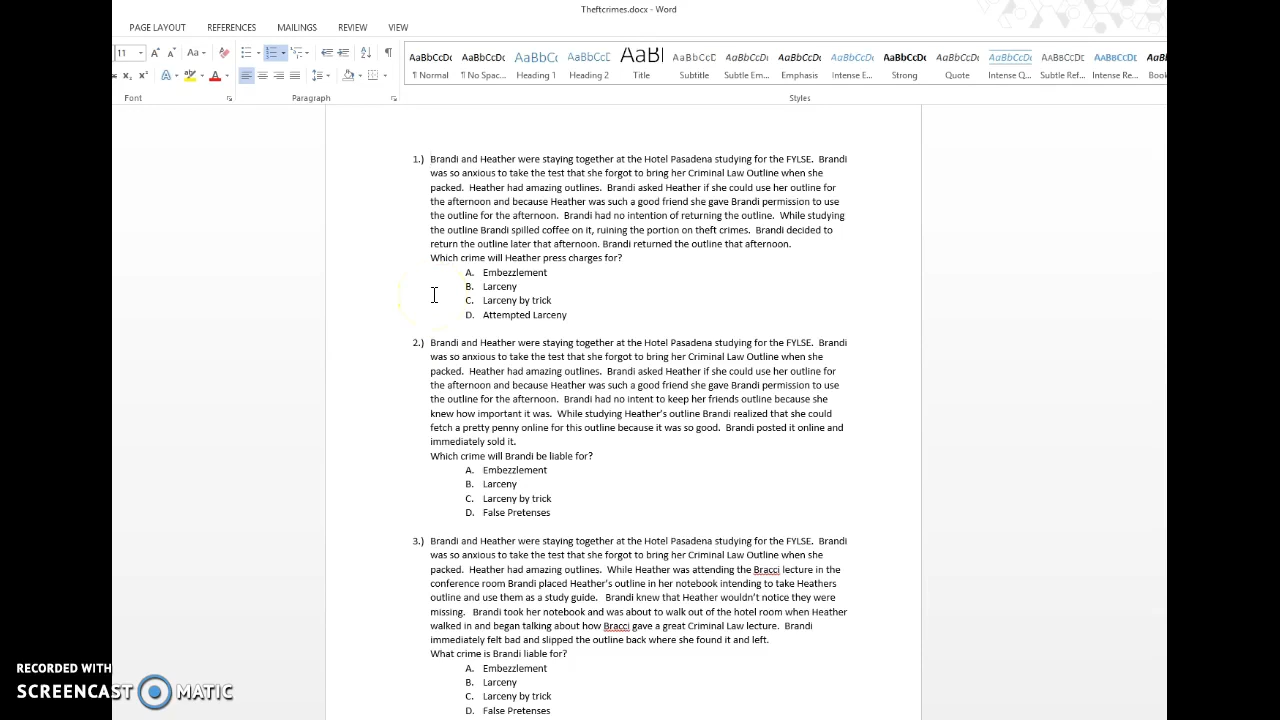 Theftcrimes.docx - Word
PAGE LAYOUT REFERENCES MAILINGS REVIEW VIEW
11 Aa
AaBbCcDc AaBbCcDc AaBbCc AaBbCcD AaBl AaBbCcD AaBbCcDi AaBbCcDi AaBbCcDc AaBbCcDc AaBbCcDc AaBbCcDc AaBbCcDc AaBbCcDc AaB
¶ Normal ¶ No Spac... Heading 1 Heading 2 Title Subtitle Subtle Em... Emphasis Intense E... Strong Quote Intense Q... Subtle Ref... Intense Re... Book
Font Paragraph Styles
1.) Brandi and Heather were staying together at the Hotel Pasadena studying for the FYLSE. Brandi
was so anxious to take the test that she forgot to bring her Criminal Law Outline when she
packed. Heather had amazing outlines. Brandi asked Heather if she could use her outline for
the afternoon and because Heather was such a good friend she gave Brandi permission to use
the outline for the afternoon. Brandi had no intention of returning the outline. While studying
the outline Brandi spilled coffee on it, ruining the portion on theft crimes. Brandi decided to
return the outline later that afternoon. Brandi returned the outline that afternoon.
Which crime will Heather press charges for?
A. Embezzlement
B. Larceny
C. Larceny by trick
D. Attempted Larceny
2.) Brandi and Heather were staying together at the Hotel Pasadena studying for the FYLSE. Brandi
was so anxious to take the test that she forgot to bring her Criminal Law Outline when she
packed. Heather had amazing outlines. Brandi asked Heather if she could use her outline for
the afternoon and because Heather was such a good friend she gave Brandi permission to use
the outline for the afternoon. Brandi had no intent to keep her friends outline because she
knew how important it was. While studying Heather's outline Brandi realized that she could
fetch a pretty penny online for this outline because it was so good. Brandi posted it online and
immediately sold it.
Which crime will Brandi be liable for?
A. Embezzlement
B. Larceny
C. Larceny by trick
D. False Pretenses
3.) Brandi and Heather were staying together at the Hotel Pasadena studying for the FYLSE. Brandi
was so anxious to take the test that she forgot to bring her Criminal Law Outline when she
packed. Heather had amazing outlines. While Heather was attending the Bracci lecture in the
conference room Brandi placed Heather's outline in her notebook intending to take Heathers
outline and use them as a study guide. Brandi knew that Heather wouldn't notice they were
missing. Brandi took her notebook and was about to walk out of the hotel room when Heather
walked in and began talking about how Bracci gave a great Criminal Law lecture. Brandi
immediately felt bad and slipped the outline back where she found it and left.
What crime is Brandi liable for?
A. Embezzlement
B. Larceny
C. Larceny by trick
D. False Pretenses
RECORDED WITH
SCREENCAST MATIC